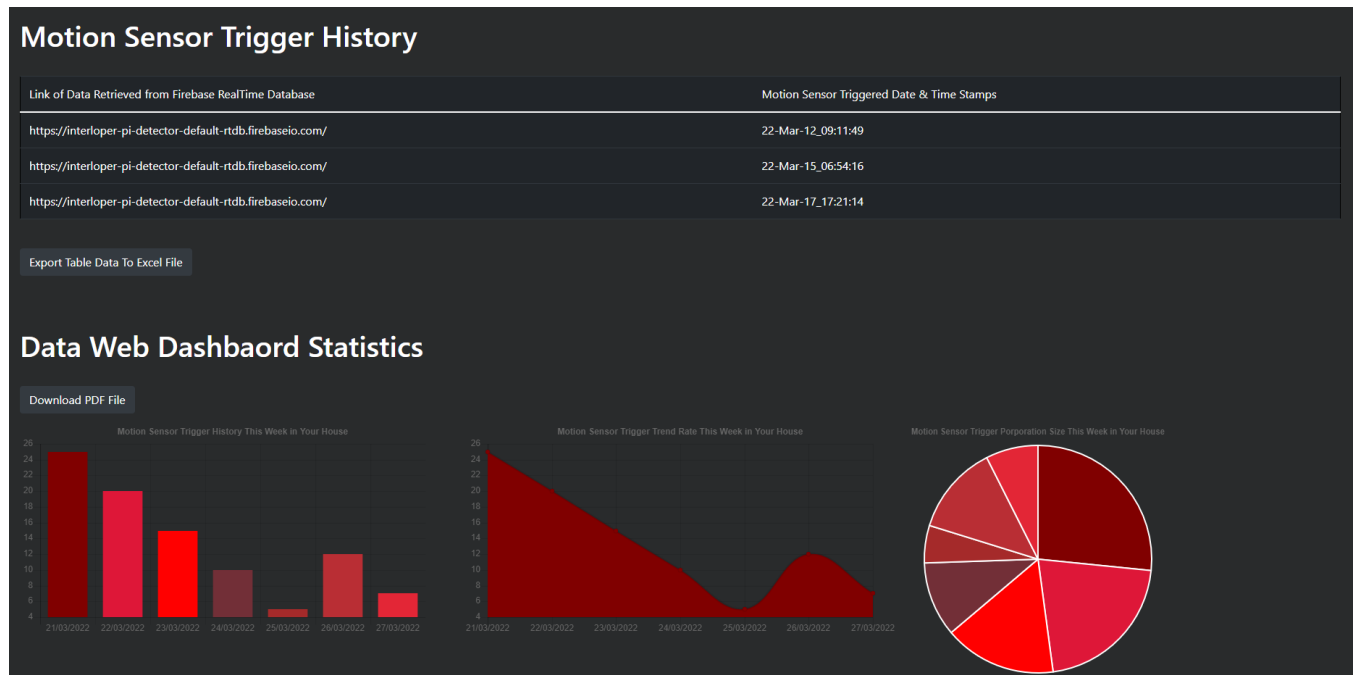 Motion Sensor Trigger History
Link of Data Retrieved from Firebase RealTime Database Motion Sensor Triggered Date & Time Stamps
https://interloper-pi-detector-default-rtdb.firebaseio.com/ 22-Mar-12_09:11:49
https://interloper-pi-detector-default-rtdb.firebaseio.com/ 22-Mar-15_06:54:16
https://interloper-pi-detector-default-rtdb.firebaseio.com/ 22-Mar-17_17:21:14
Export Table Data To Excel File
Data Web Dashbaord Statistics
Download PDF File
Motion Sensor Trigger History This Week in Your House
26
24
22
20
18
16
14
12
10
8
6
4
21/03/2022 22/03/2022 23/03/2022 24/03/2022 25/03/2022 26/03/2022 27/03/2022
Motion Sensor Trigger Trend Rate This Week in Your House
26
24
22
20
18
16
14
12
10
8
6
4
21/03/2022 22/03/2022 23/03/2022 24/03/2022 25/03/2022 26/03/2022 27/03/2022
Motion Sensor Trigger Porporation Size This Week in Your House